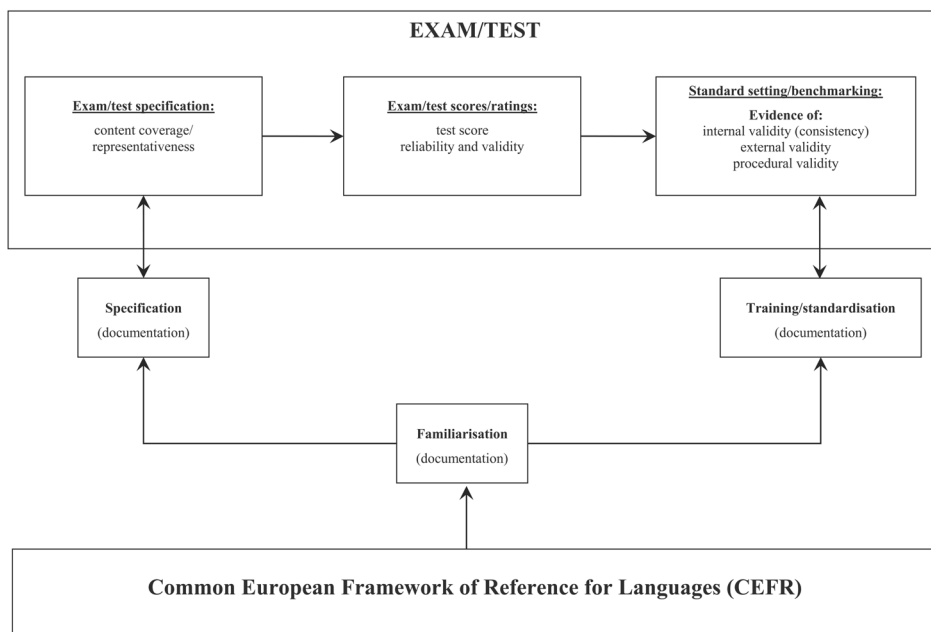 EXAM/TEST
Exam/test specification:
content coverage/
representativeness
Exam/test scores/ratings:
test score
reliability and validity
Standard setting/benchmarking:
Evidence of:
internal validity (consistency)
external validity
procedural validity
Specification
(documentation)
Training/standardisation
(documentation)
Familiarisation
(documentation)
Common European Framework of Reference for Languages (CEFR)